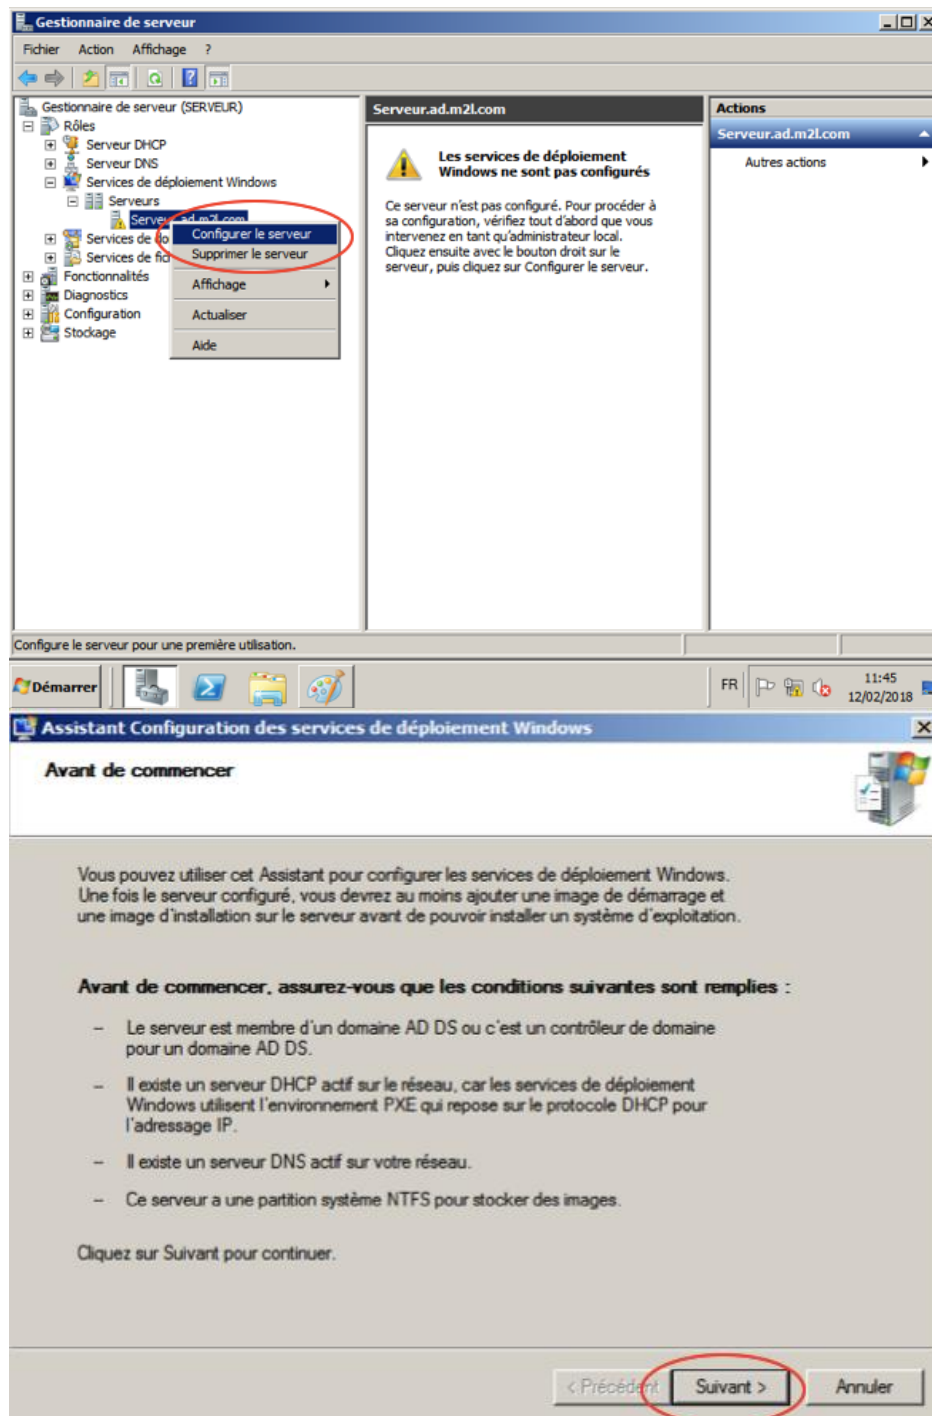 Gestionnaire de serveur
Fichier Action Affichage ?
Gestionnaire de serveur (SERVEUR)
Rôles
Serveur DHCP
Serveur DNS
Services de déploiement Windows
Serveurs
Serveur.ad.m2l.com
Services de do
Services de fic
Fonctionnalités
Diagnostics
Configuration
Stockage
Configurer le serveur
Supprimer le serveur
Affichage
Actualiser
Aide
Serveur.ad.m2l.com
Les services de déploiement
Windows ne sont pas configurés
Ce serveur n'est pas configuré. Pour procéder à
sa configuration, vérifiez tout d'abord que vous
intervenez en tant qu'administrateur local.
Cliquez ensuite avec le bouton droit sur le
serveur, puis cliquez sur Configurer le serveur.
Actions
Serveur.ad.m2l.com
Autres actions
Configure le serveur pour une première utilisation.
Démarrer
FR
11:45
12/02/2018
Assistant Configuration des services de déploiement Windows
Avant de commencer
Vous pouvez utiliser cet Assistant pour configurer les services de déploiement Windows.
Une fois le serveur configuré, vous devrez au moins ajouter une image de démarrage et
une image d'installation sur le serveur avant de pouvoir installer un système d'exploitation.
Avant de commencer, assurez-vous que les conditions suivantes sont remplies :
– Le serveur est membre d'un domaine AD DS ou c'est un contrôleur de domaine
pour un domaine AD DS.
– Il existe un serveur DHCP actif sur le réseau, car les services de déploiement
Windows utilisent l'environnement PXE qui repose sur le protocole DHCP pour
l'adressage IP.
– Il existe un serveur DNS actif sur votre réseau.
– Ce serveur a une partition système NTFS pour stocker des images.
Cliquez sur Suivant pour continuer.
< Précédent
Suivant >
Annuler